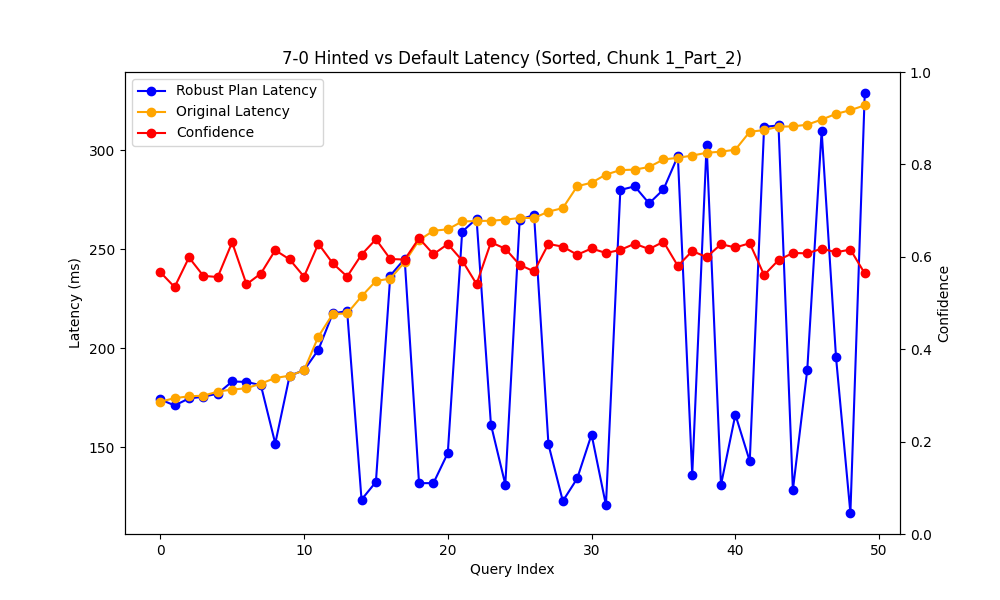 7-0 Hinted vs Default Latency (Sorted, Chunk 1_Part_2)
Robust Plan Latency
Original Latency
Confidence
Latency (ms)
300
250
200
150
1.0
0.8
0.6
0.4
0.2
0.0
Confidence
0 10 20 30 40 50
Query Index